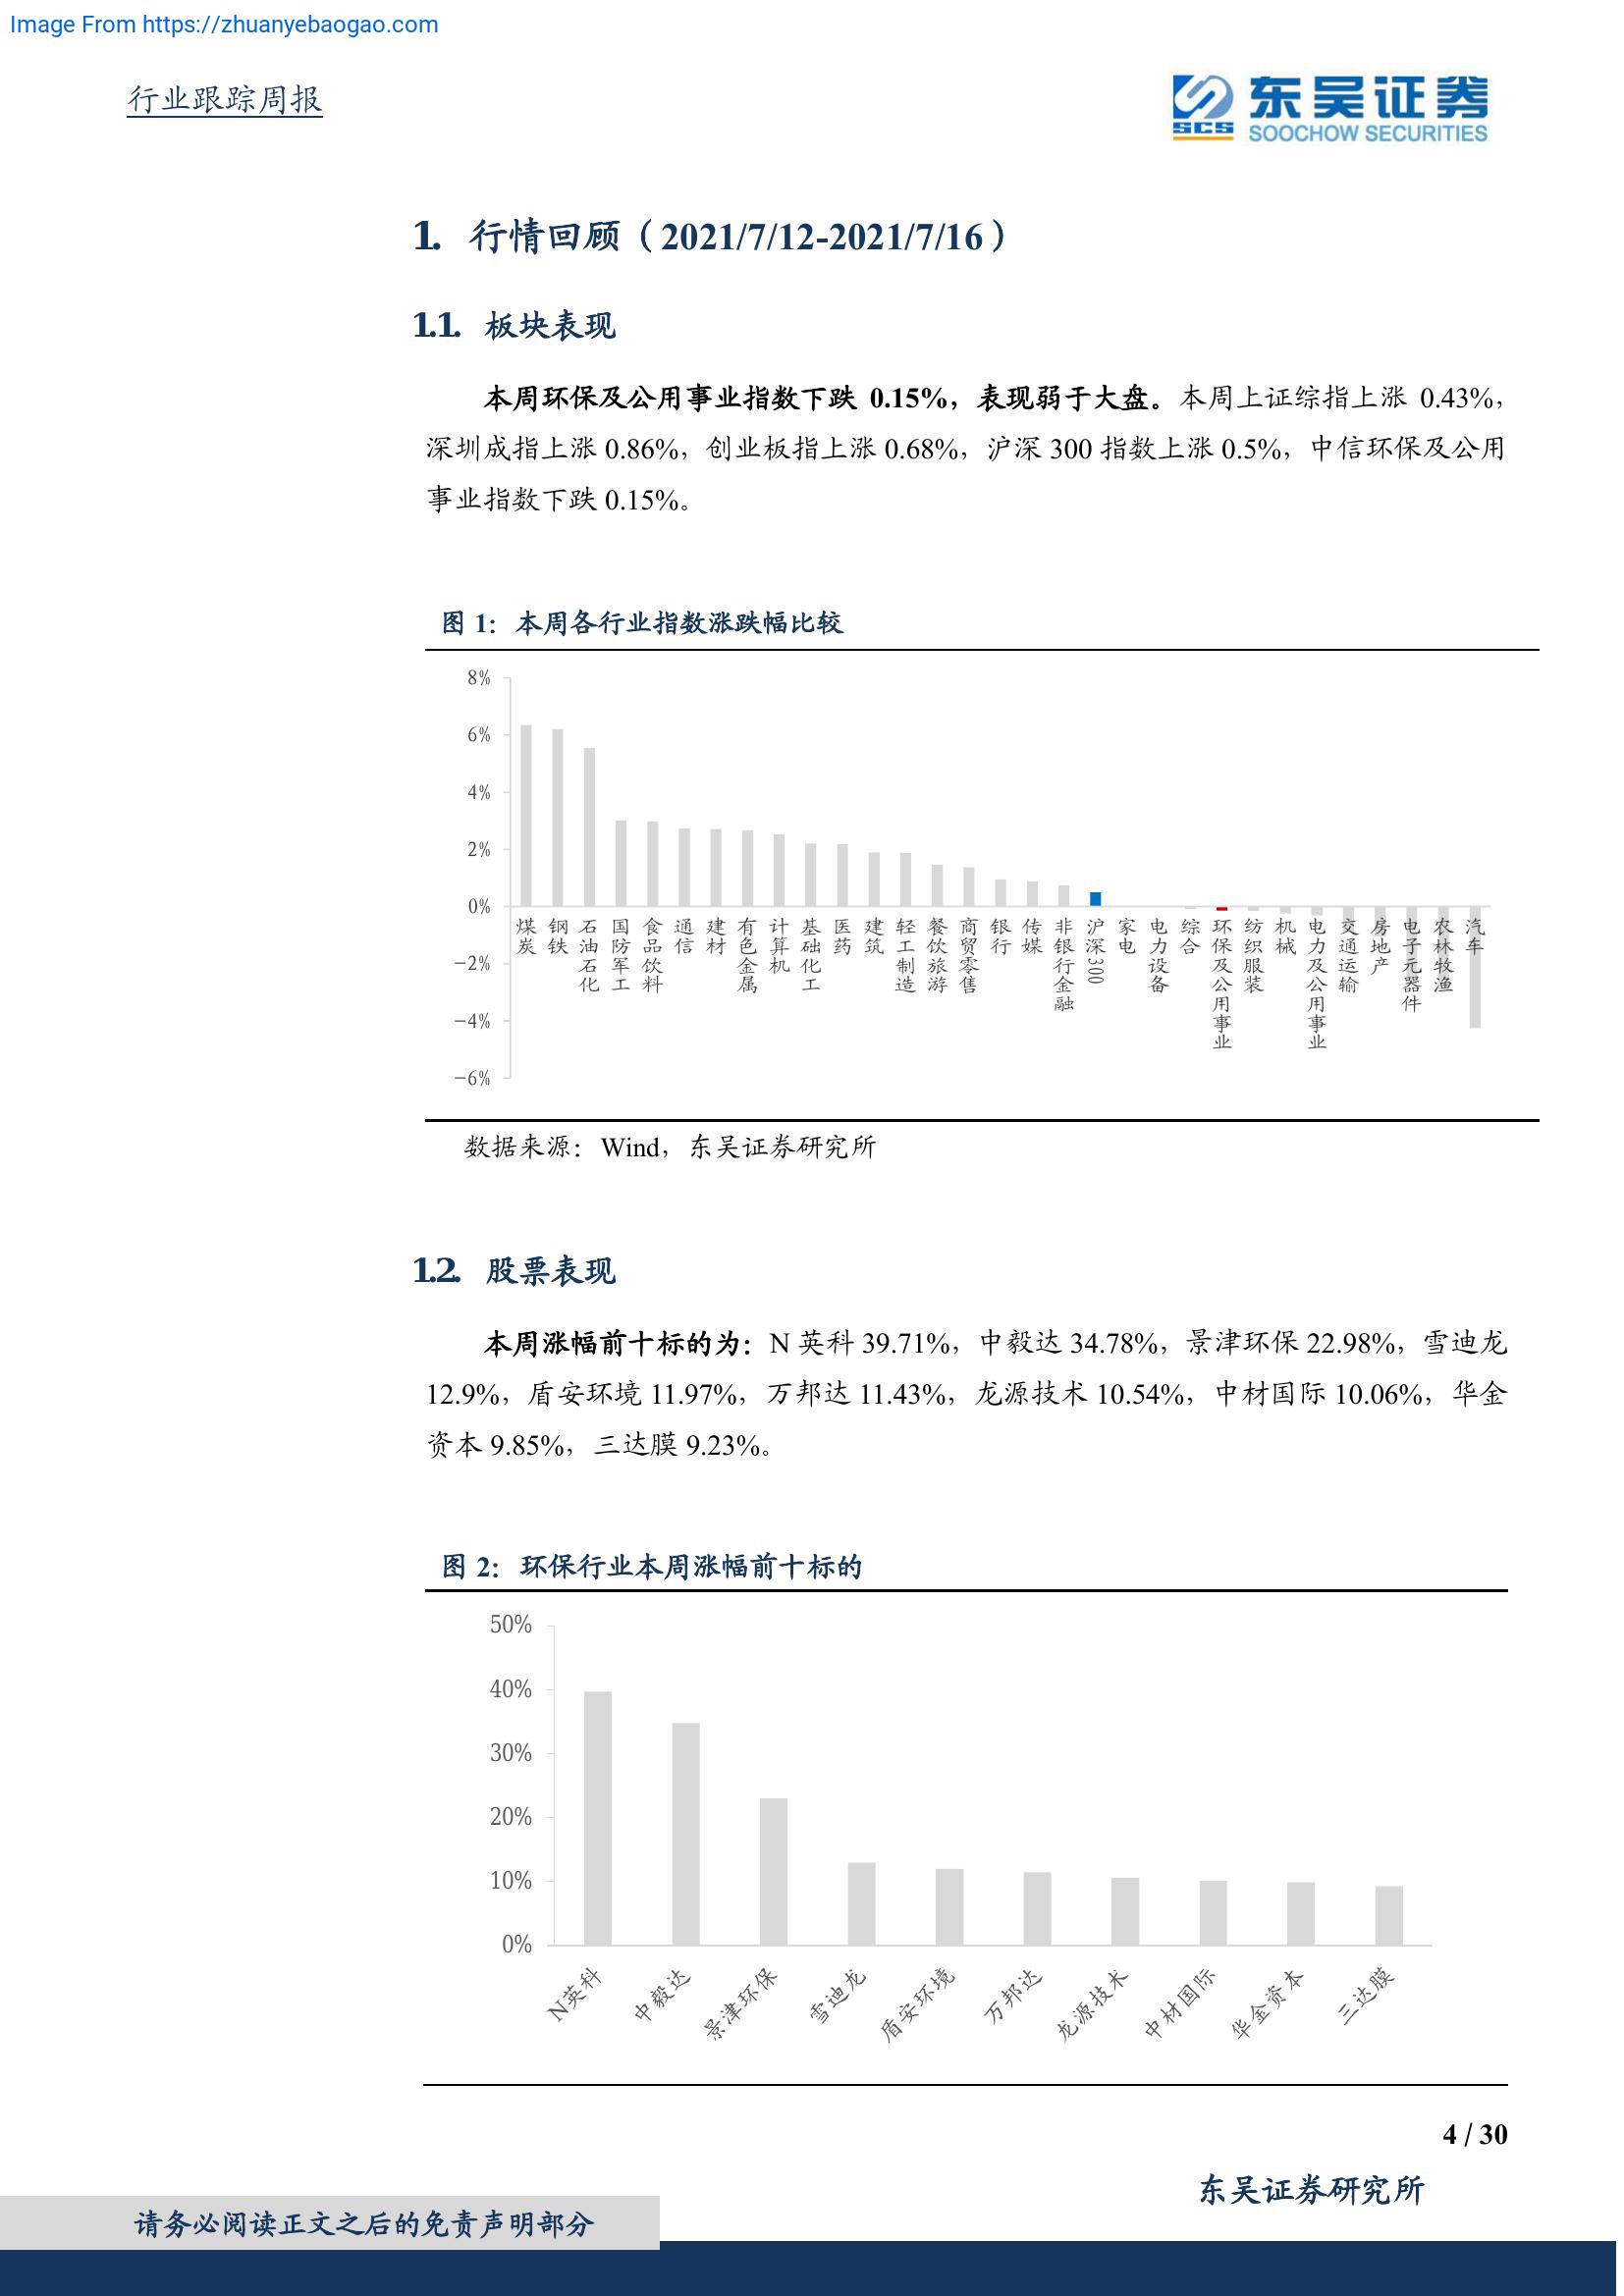 Image From https://zhuanyebaogao.com
行业跟踪周报
SCS
东吴证券
SOOCHOW SECURITIES
1. 行情回顾（2021/7/12-2021/7/16）
1.1. 板块表现
本周环保及公用事业指数下跌 0.15%，表现弱于大盘。本周上证综指上涨 0.43%，
深圳成指上涨 0.86%，创业板指上涨 0.68%，沪深 300 指数上涨 0.5%，中信环保及公用
事业指数下跌 0.15%。
图 1：本周各行业指数涨跌幅比较
8%
6%
4%
2%
0%
-2%
-4%
-6%
煤炭
钢铁
石油石化
国防军工
食品饮料
通信
建材
有色金属
计算机
基础化工
医药
建筑
轻工制造
餐饮旅游
商贸零售
银行
传媒
非银行金融
沪深300
家电
电力设备
综合
环保及公用事业
纺织服装
机械
电力及公用事业
交通运输
房地产
电子元器件
农林牧渔
汽车
数据来源：Wind，东吴证券研究所
1.2. 股票表现
本周涨幅前十标的为：N 英科 39.71%，中毅达 34.78%，景津环保 22.98%，雪迪龙
12.9%，盾安环境 11.97%，万邦达 11.43%，龙源技术 10.54%，中材国际 10.06%，华金
资本 9.85%，三达膜 9.23%。
图 2：环保行业本周涨幅前十标的
50%
40%
30%
20%
10%
0%
N英科
中毅达
景津环保
雪迪龙
盾安环境
万邦达
龙源技术
中材国际
华金资本
三达膜
4 / 30
东吴证券研究所
请务必阅读正文之后的免责声明部分